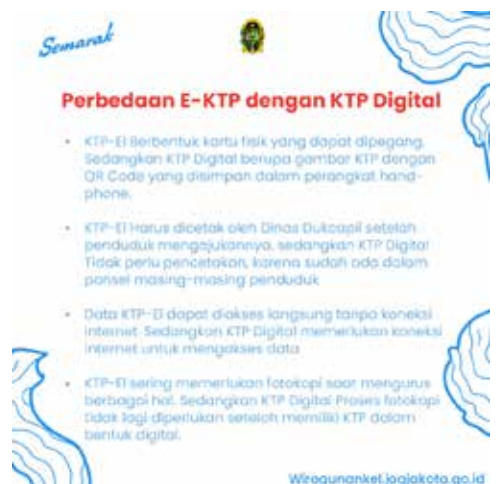 Semarak
Perbedaan E-KTP dengan KTP Digital
• KTP-El Berbentuk kartu fisik yang dapat dipegang,
Sedangkan KTP Digital berupa gambar KTP dengan
QR Code yang disimpan dalam perangkat hand-
phone.
• KTP-El Harus dicetak oleh Dinas Dukcapil setelah
penduduk mengajukannya, sedangkan KTP Digital
Tidak perlu pencetakan, karena sudah ada dalam
ponsel masing-masing penduduk
• Data KTP-El dapat diakses langsung tanpa koneksi
internet. Sedangkan KTP Digital memerlukan koneksi
internet untuk mengakses data
• KTP-El sering memerlukan fotokopi saat mengurus
berbagai hal. Sedangkan KTP Digital Proses fotokopi
tidak lagi diperlukan setelah memiliki KTP dalam
bentuk digital.
Wirogunankel.jogjakota.go.id